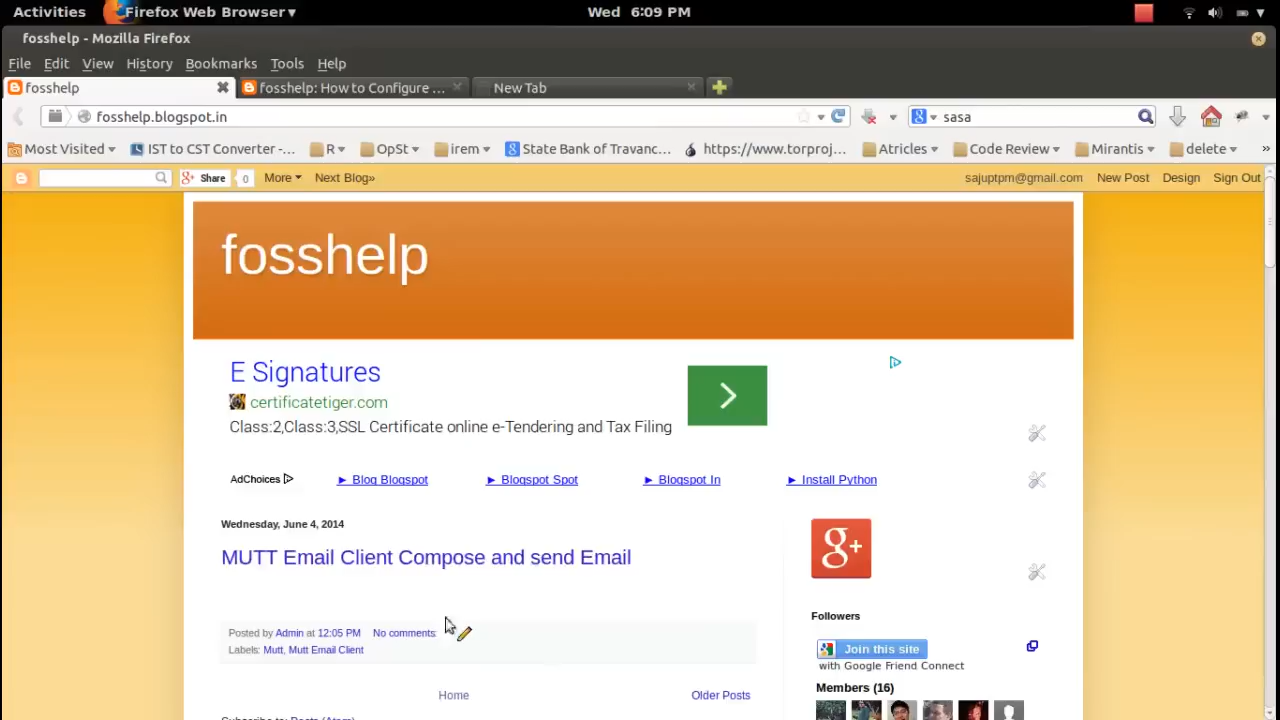 Activities Firefox Web Browser ▾ Wed 6:09 PM
fosshelp - Mozilla Firefox
File Edit View History Bookmarks Tools Help
fosshelp fosshelp: How to Configure ... New Tab
fosshelp.blogspot.in sasa
Most Visited IST to CST Converter -... R OpSt irem State Bank of Travanc... https://www.torproj... Atricles Code Review Mirantis delete »
Share 0 More Next Blog» sajuptpm@gmail.com New Post Design Sign Out
fosshelp
E Signatures
certificatetiger.com
Class:2,Class:3,SSL Certificate online e-Tendering and Tax Filing
AdChoices ► Blog Blogspot ► Blogspot Spot ► Blogspot In ► Install Python
Wednesday, June 4, 2014
MUTT Email Client Compose and send Email
g+
Followers
Posted by Admin at 12:05 PM No comments:
Labels: Mutt, Mutt Email Client
Join this site
with Google Friend Connect
Members (16)
Home Older Posts
Subscribe to: Posts (Atom)